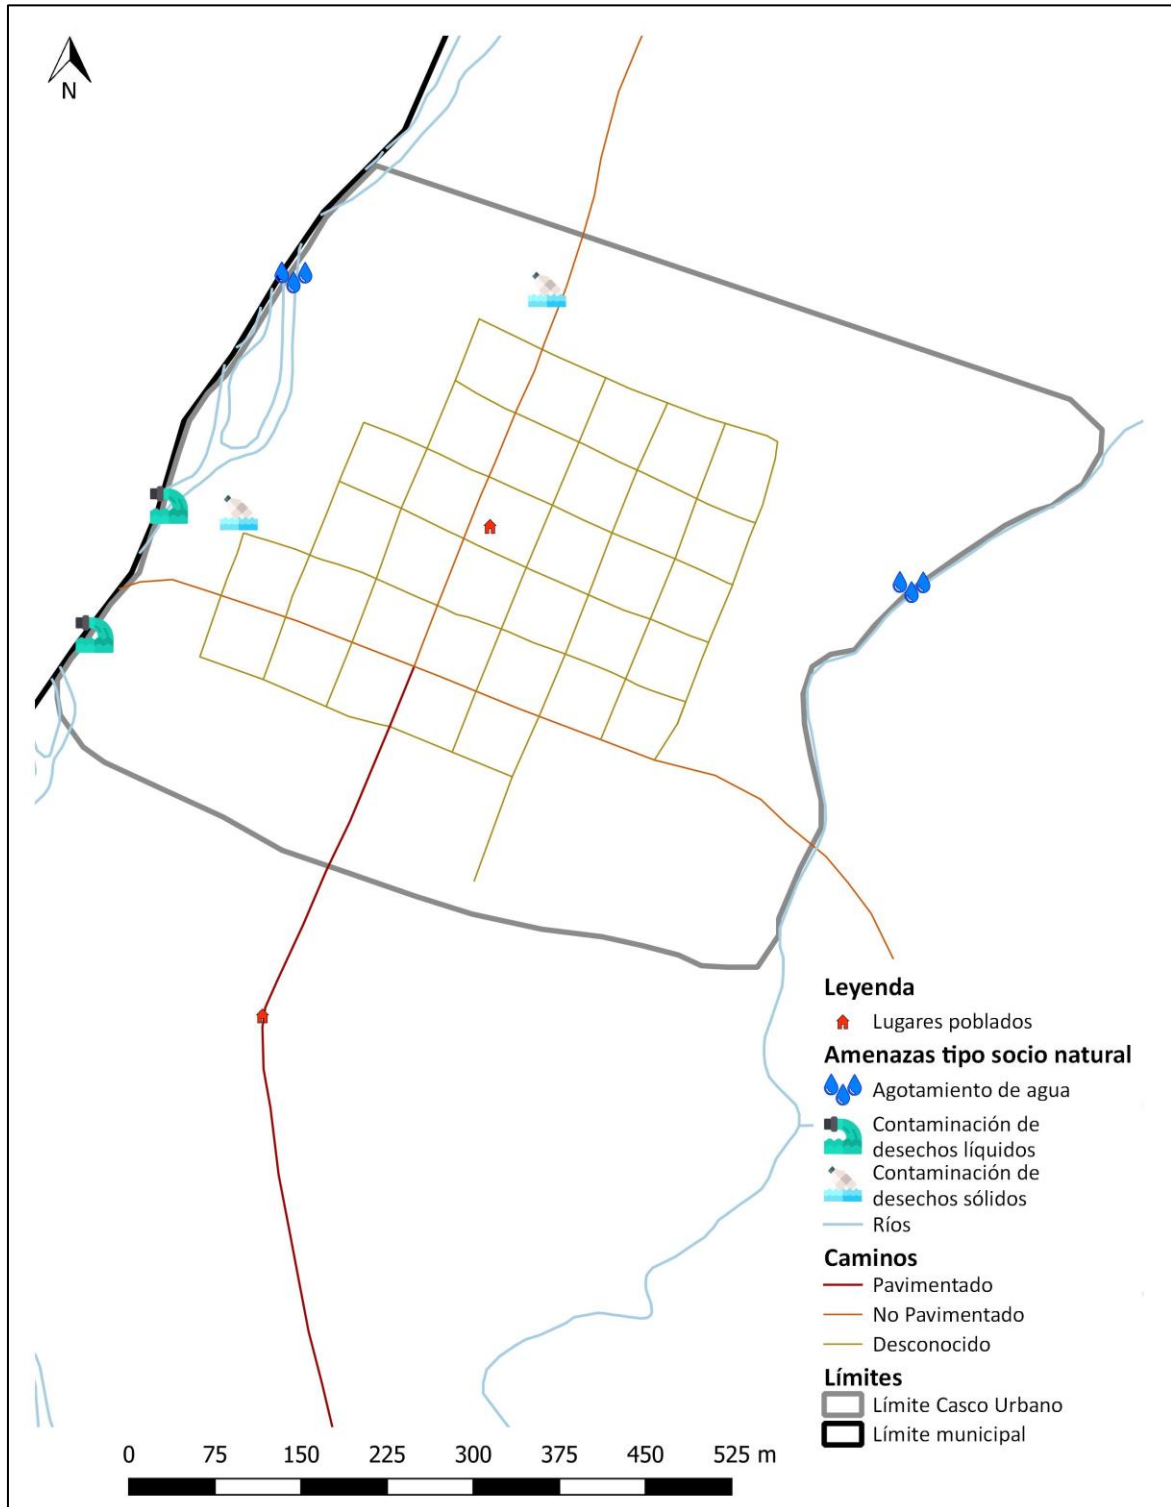 N
Leyenda
Lugares poblados
Amenazas tipo socio natural
Agotamiento de agua
Contaminación de
desechos líquidos
Contaminación de
desechos sólidos
Ríos
Caminos
Pavimentado
No Pavimentado
Desconocido
Límites
Límite Casco Urbano
Límite municipal
0 75 150 225 300 375 450 525 m